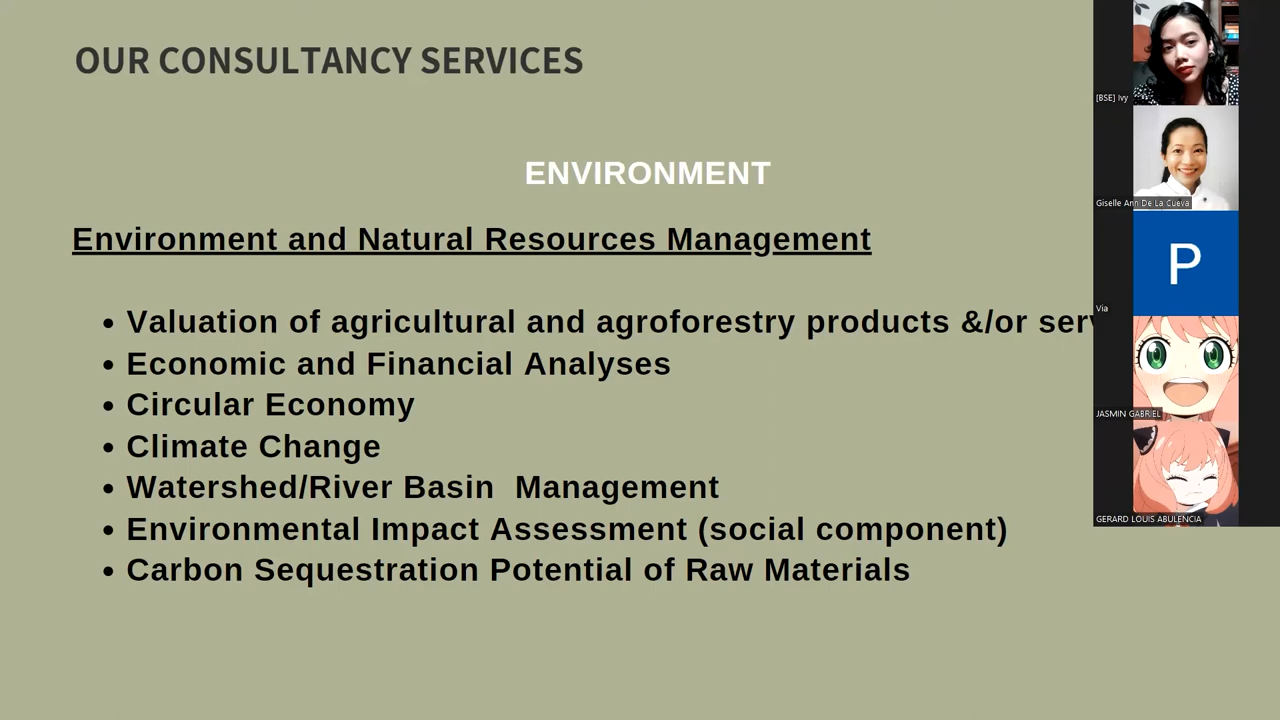 OUR CONSULTANCY SERVICES
ENVIRONMENT
Environment and Natural Resources Management
• Valuation of agricultural and agroforestry products &/or
• Economic and Financial Analyses
• Circular Economy
• Climate Change
• Watershed/River Basin  Management
• Environmental Impact Assessment (social component)
• Carbon Sequestration Potential of Raw Materials
[BSE] Ivy
Giselle Ann De La Cueva
P
Via
JASMIN GABRIEL
GERARD LOUIS ABULENCIA